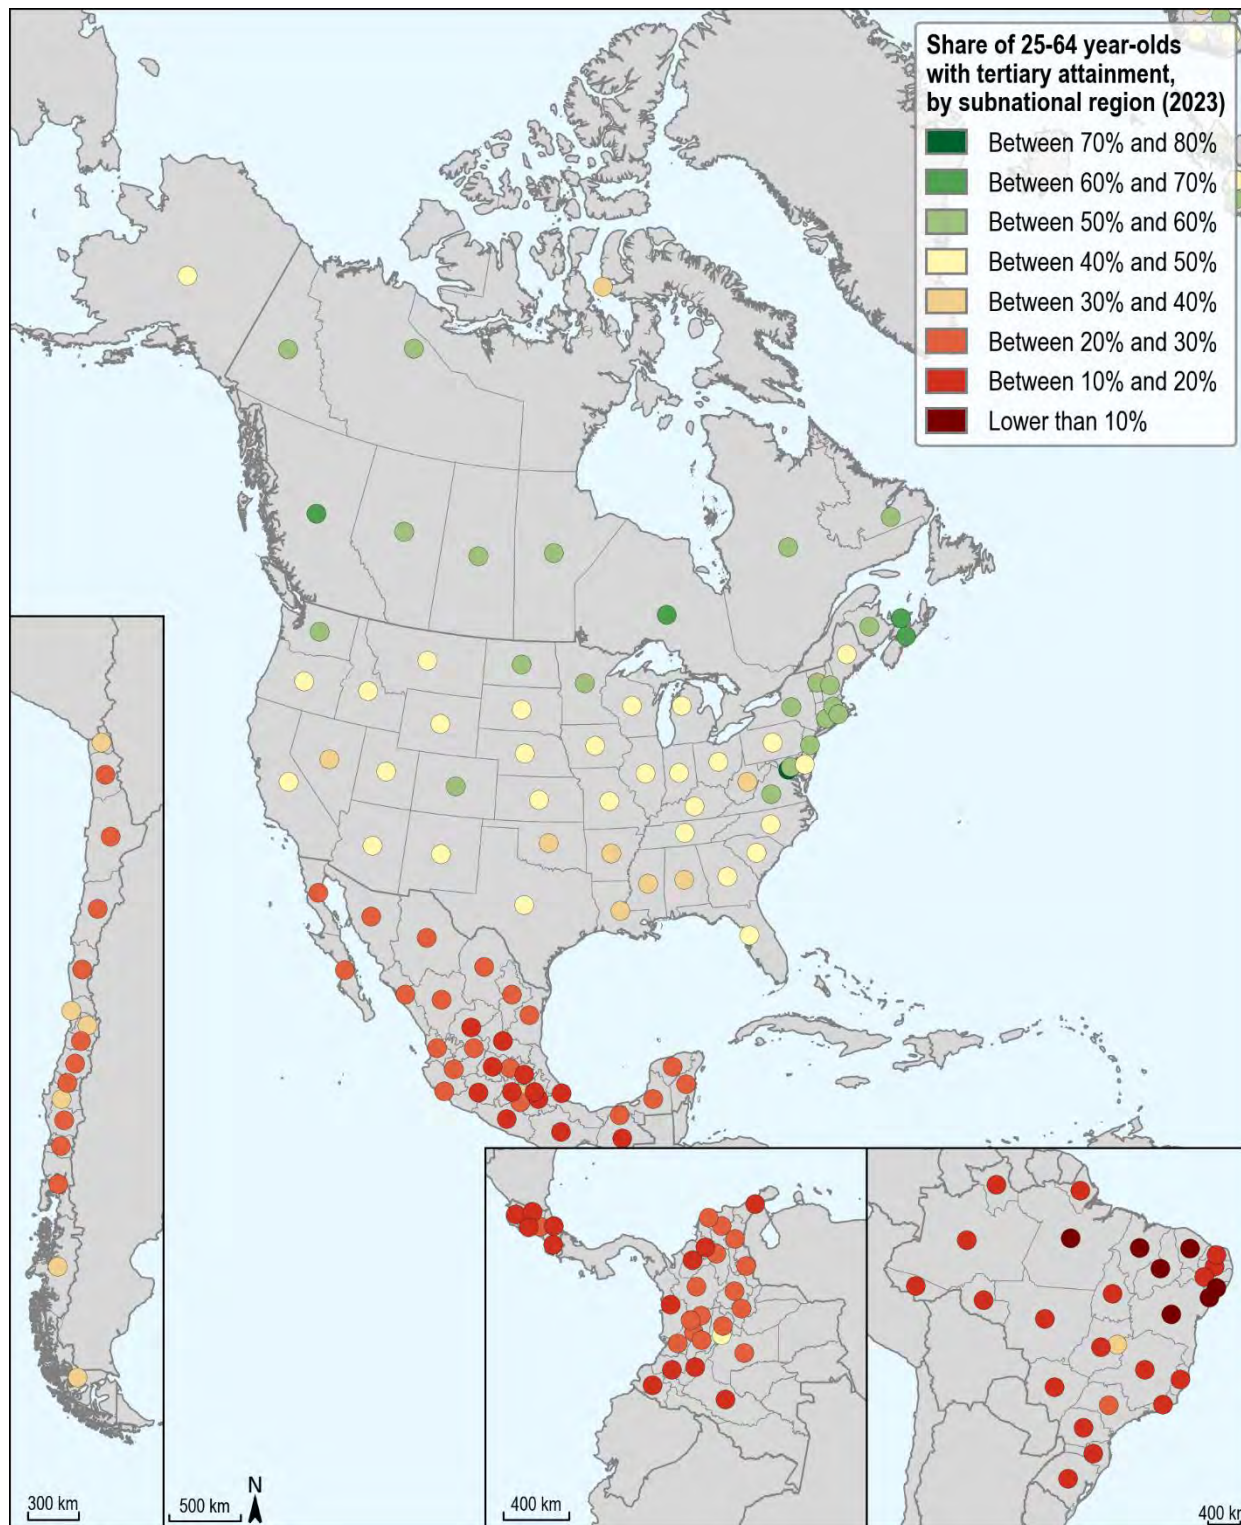 Share of 25-64 year-olds
with tertiary attainment,
by subnational region (2023)
Between 70% and 80%
Between 60% and 70%
Between 50% and 60%
Between 40% and 50%
Between 30% and 40%
Between 20% and 30%
Between 10% and 20%
Lower than 10%
300 km
500 km
N
400 km
400 km